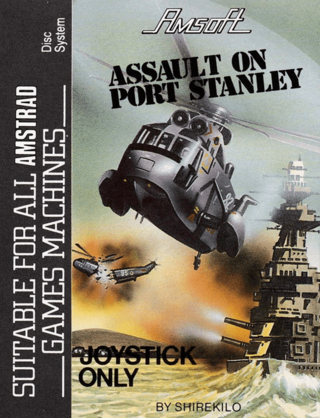 Amsoft
Disc
System
ASSAULT ON
PORT STANLEY
SUITABLE FOR ALL AMSTRAD
GAMES MACHINES
JOYSTICK
ONLY
BY SHIREKILO